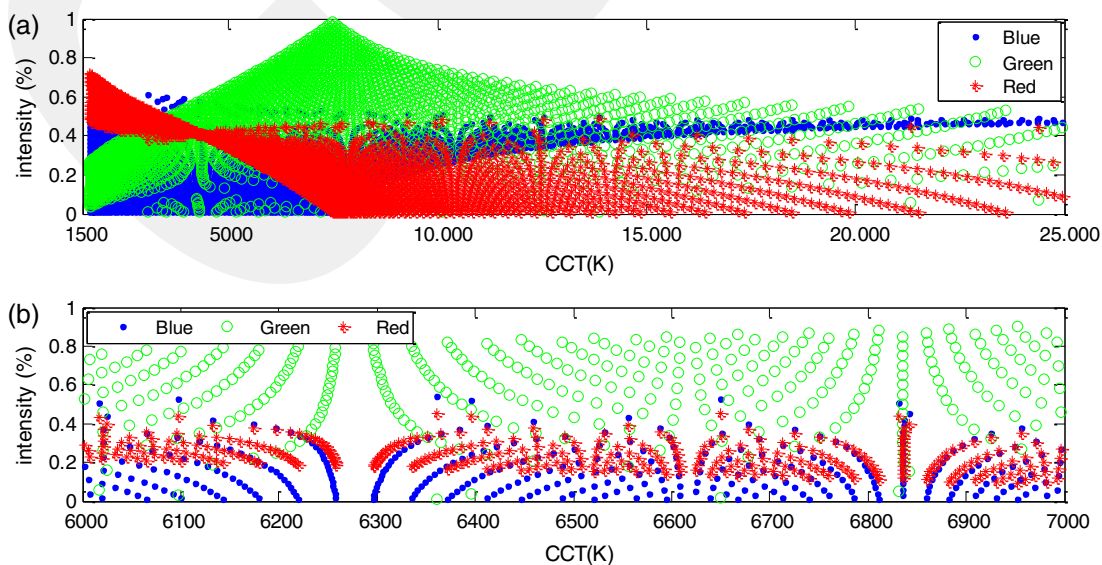 (a)
1
0.8
0.6
0.4
0.2
0
intensity (%)
Blue
Green
Red
1500 5000 10.000 15.000 20.000 25.000
CCT(K)
(b)
1
0.8
0.6
0.4
0.2
0
intensity (%)
Blue Green Red
6000 6100 6200 6300 6400 6500 6600 6700 6800 6900 7000
CCT(K)